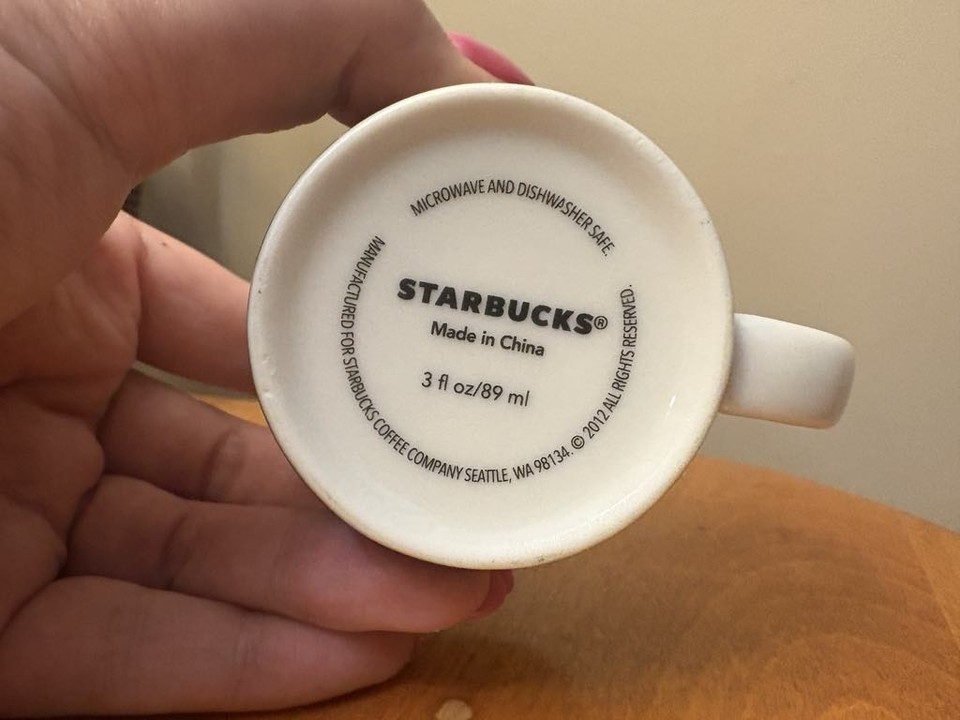 MICROWAVE AND DISHWASHER SAFE.
STARBUCKS®
Made in China
3 fl oz/89 ml
MANUFACTURED FOR STARBUCKS COFFEE COMPANY SEATTLE, WA 98134. © 2012 ALL RIGHTS RESERVED.